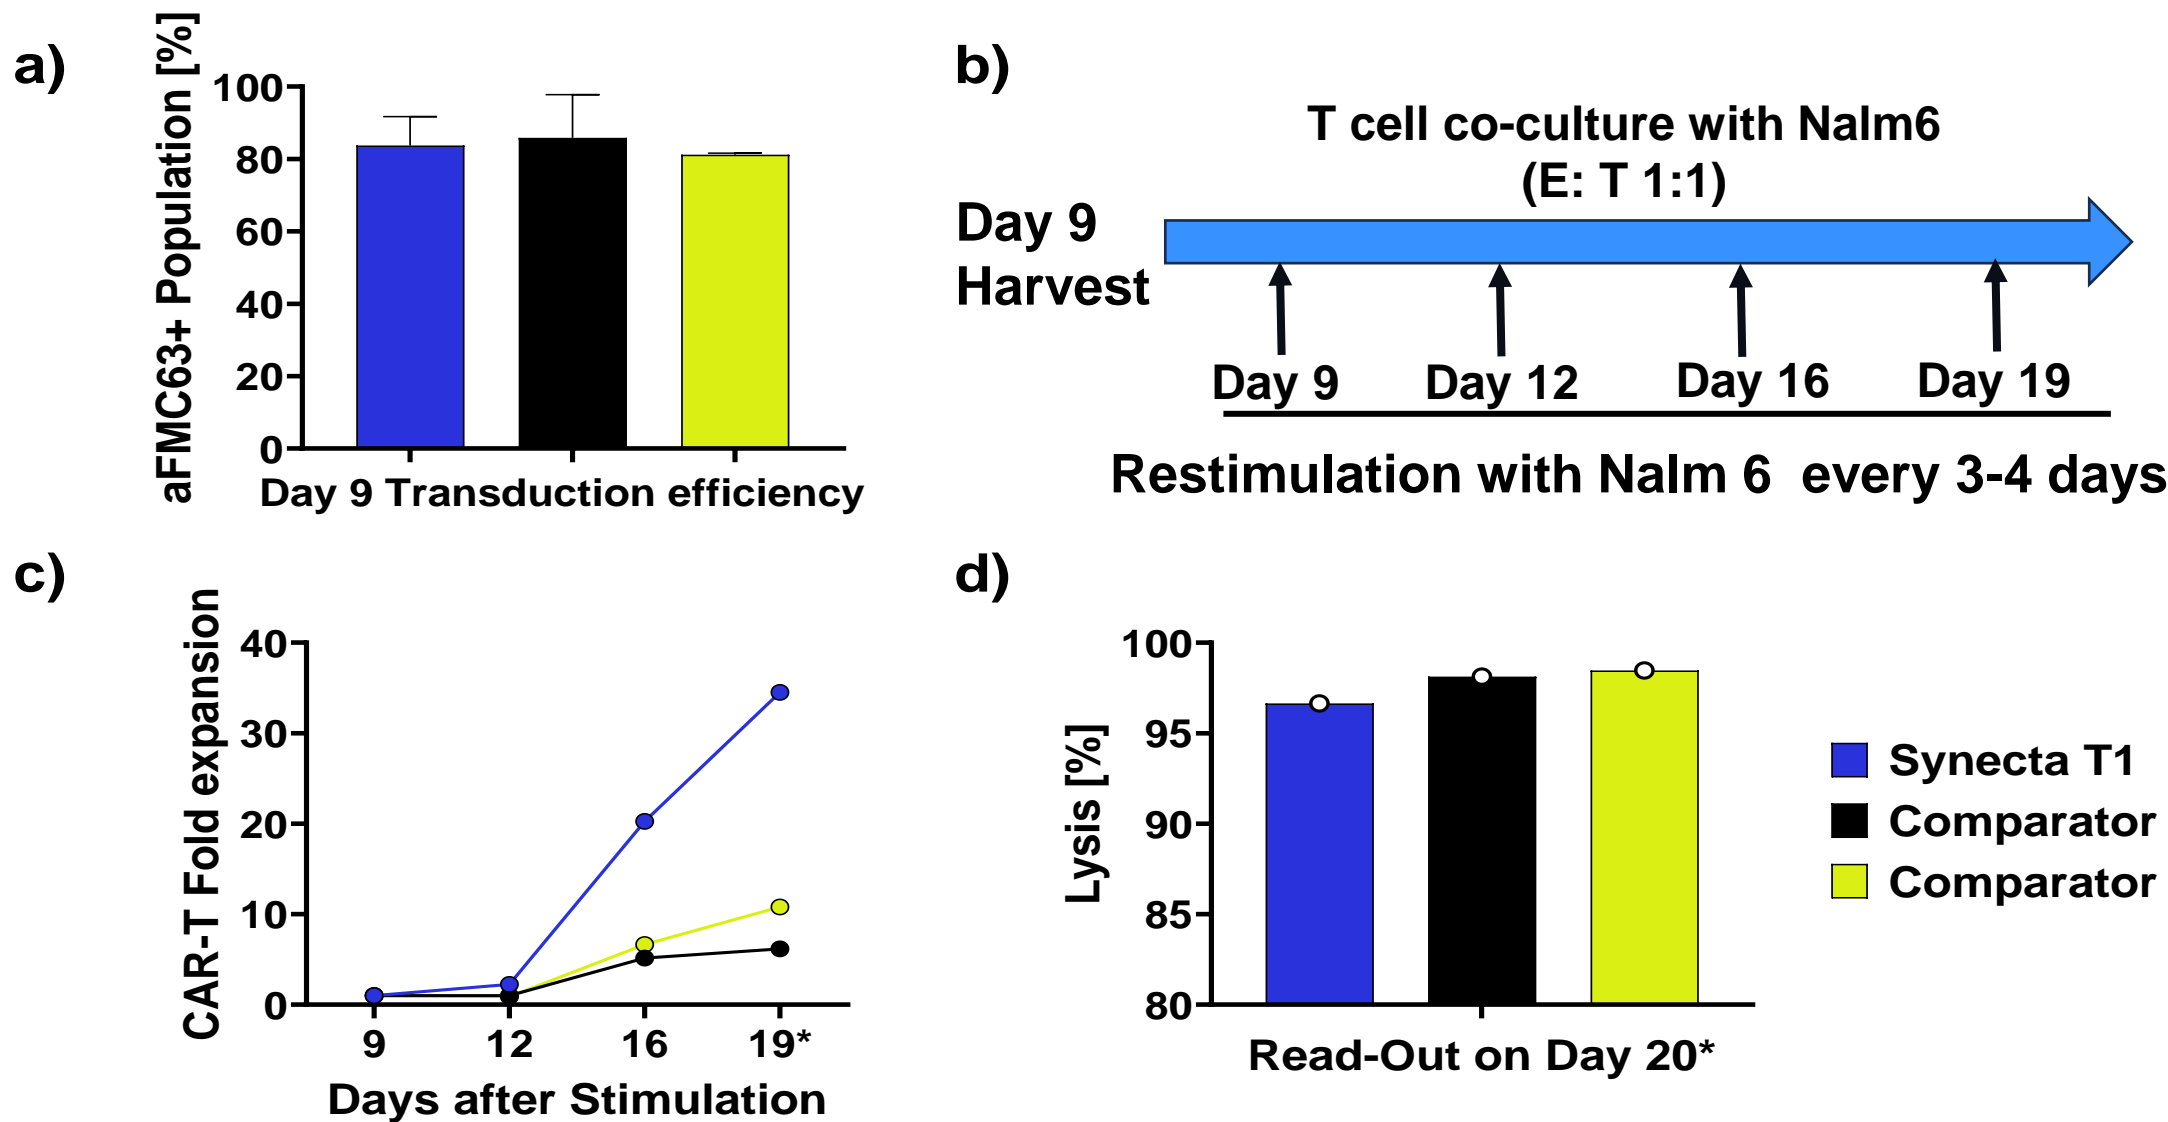 a)
aFMC63+ Population [%]
100
80
60
40
20
0
Day 9 Transduction efficiency
b)
T cell co-culture with Nalm6
(E: T 1:1)
Day 9
Harvest
Day 9
Day 12
Day 16
Day 19
Restimulation with Nalm 6 every 3-4 days
c)
CAR-T Fold expansion
40
30
20
10
0
9
12
16
19*
Days after Stimulation
d)
Lysis [%]
100
95
90
85
80
Read-Out on Day 20*
Synecta T1
Comparator
Comparator